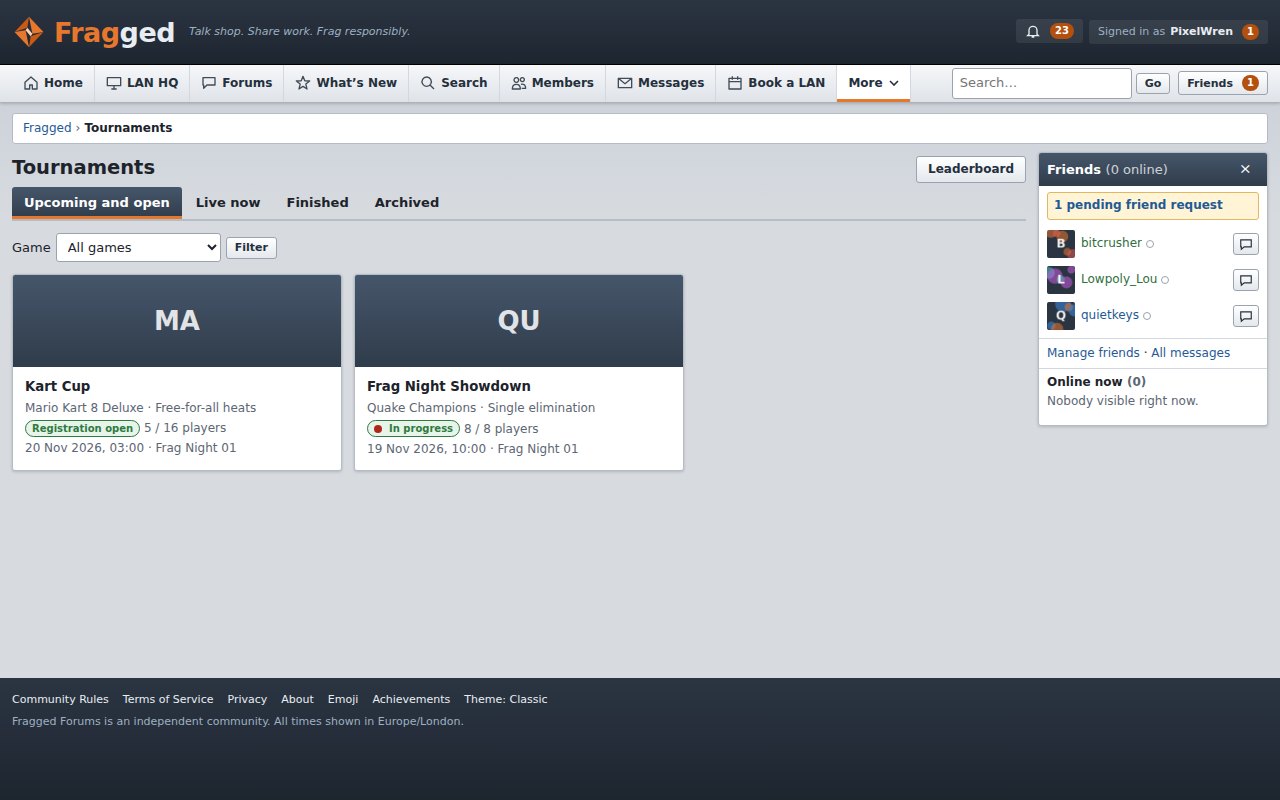 Fragged Talk shop. Share work. Frag responsibly. 23 Signed in as PixelWren 1
Home LAN HQ Forums What's New Search Members Messages Book a LAN More Search… Go Friends 1
Fragged › Tournaments
Tournaments
Leaderboard
Upcoming and open Live now Finished Archived
Game All games Filter
MA
Kart Cup
Mario Kart 8 Deluxe · Free-for-all heats
Registration open 5 / 16 players
20 Nov 2026, 03:00 · Frag Night 01
QU
Frag Night Showdown
Quake Champions · Single elimination
In progress 8 / 8 players
19 Nov 2026, 10:00 · Frag Night 01
Friends (0 online) ×
1 pending friend request
B bitcrusher
L Lowpoly_Lou
Q quietkeys
Manage friends · All messages
Online now (0)
Nobody visible right now.
Community Rules Terms of Service Privacy About Emoji Achievements Theme: Classic
Fragged Forums is an independent community. All times shown in Europe/London.